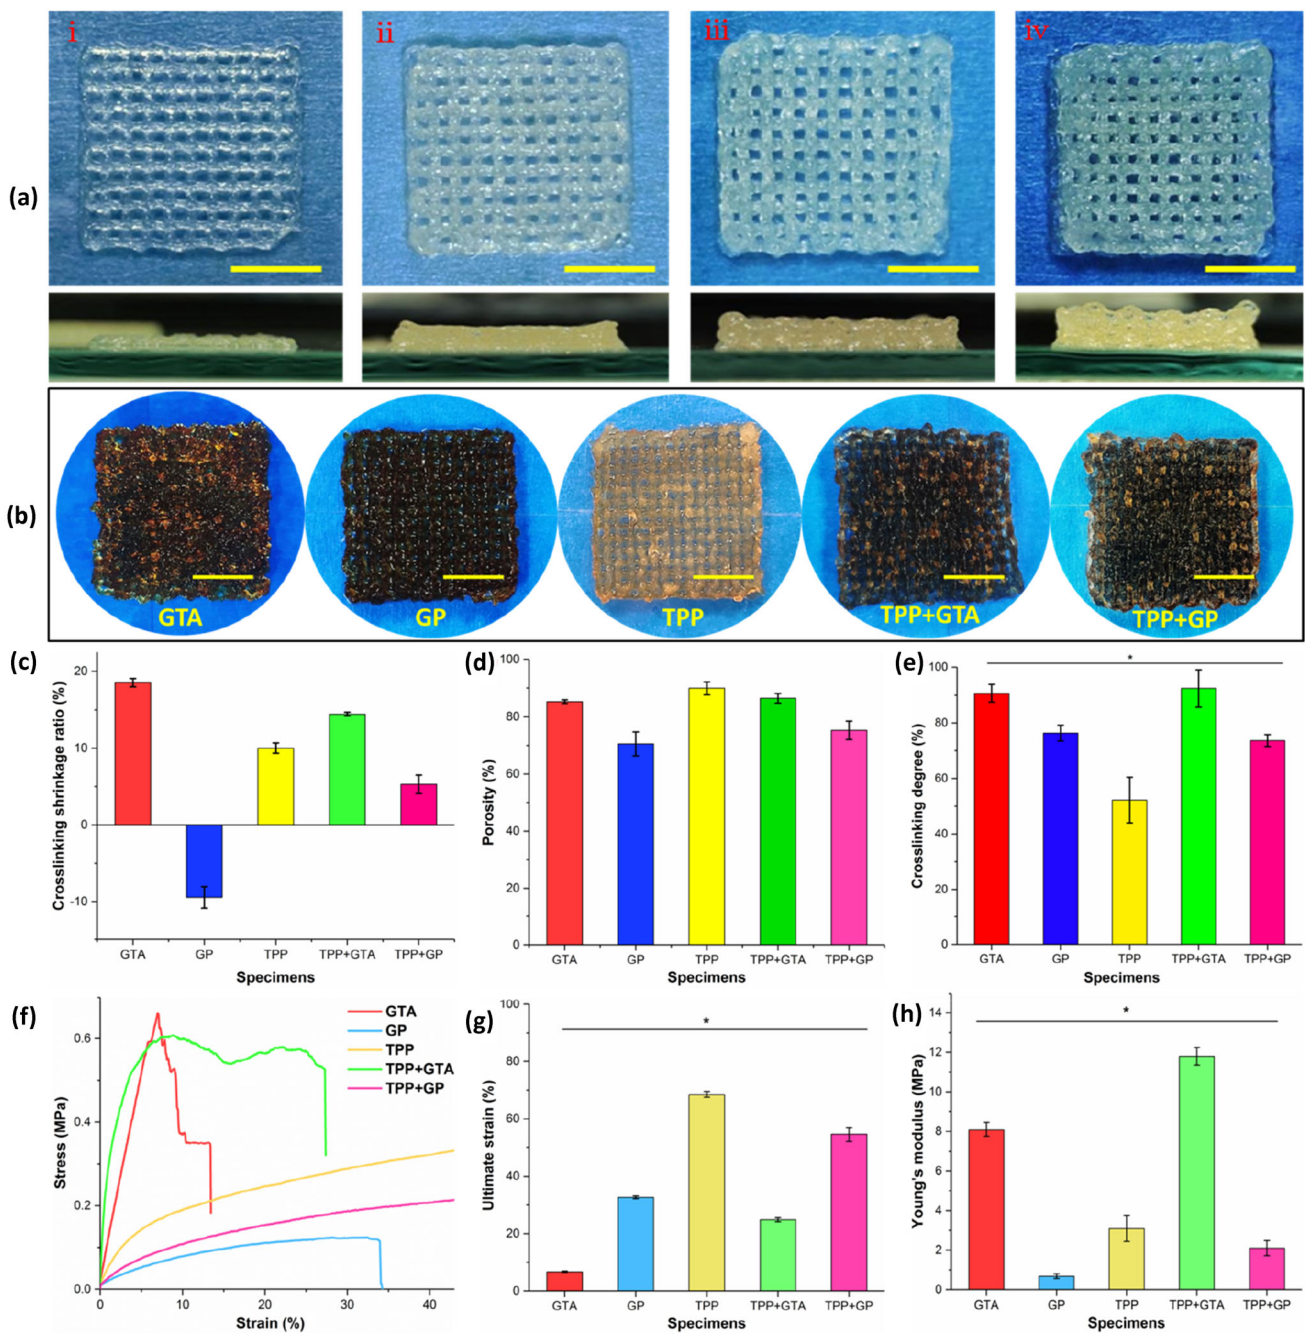 i ii iii iv
(a)
(b)
GTA GP TPP TPP+GTA TPP+GP
(c)
Crosslinking shrinkage ratio (%)
20
10
0
-10
GTA GP TPP TPP+GTA TPP+GP
Specimens
(d)
Porosity (%)
100
80
60
40
20
0
GTA GP TPP TPP+GTA TPP+GP
Specimens
(e)
Crosslinking degree (%)
100
80
60
40
20
0
*
GTA GP TPP TPP+GTA TPP+GP
Specimens
(f)
Stress (MPa)
0.6
0.4
0.2
0.0
GTA
GP
TPP
TPP+GTA
TPP+GP
0 10 20 30 40
Strain (%)
(g)
Ultimate strain (%)
100
80
60
40
20
0
*
GTA GP TPP TPP+GTA TPP+GP
Specimens
(h)
Young's modulus (MPa)
14
12
10
8
6
4
2
0
*
GTA GP TPP TPP+GTA TPP+GP
Specimens